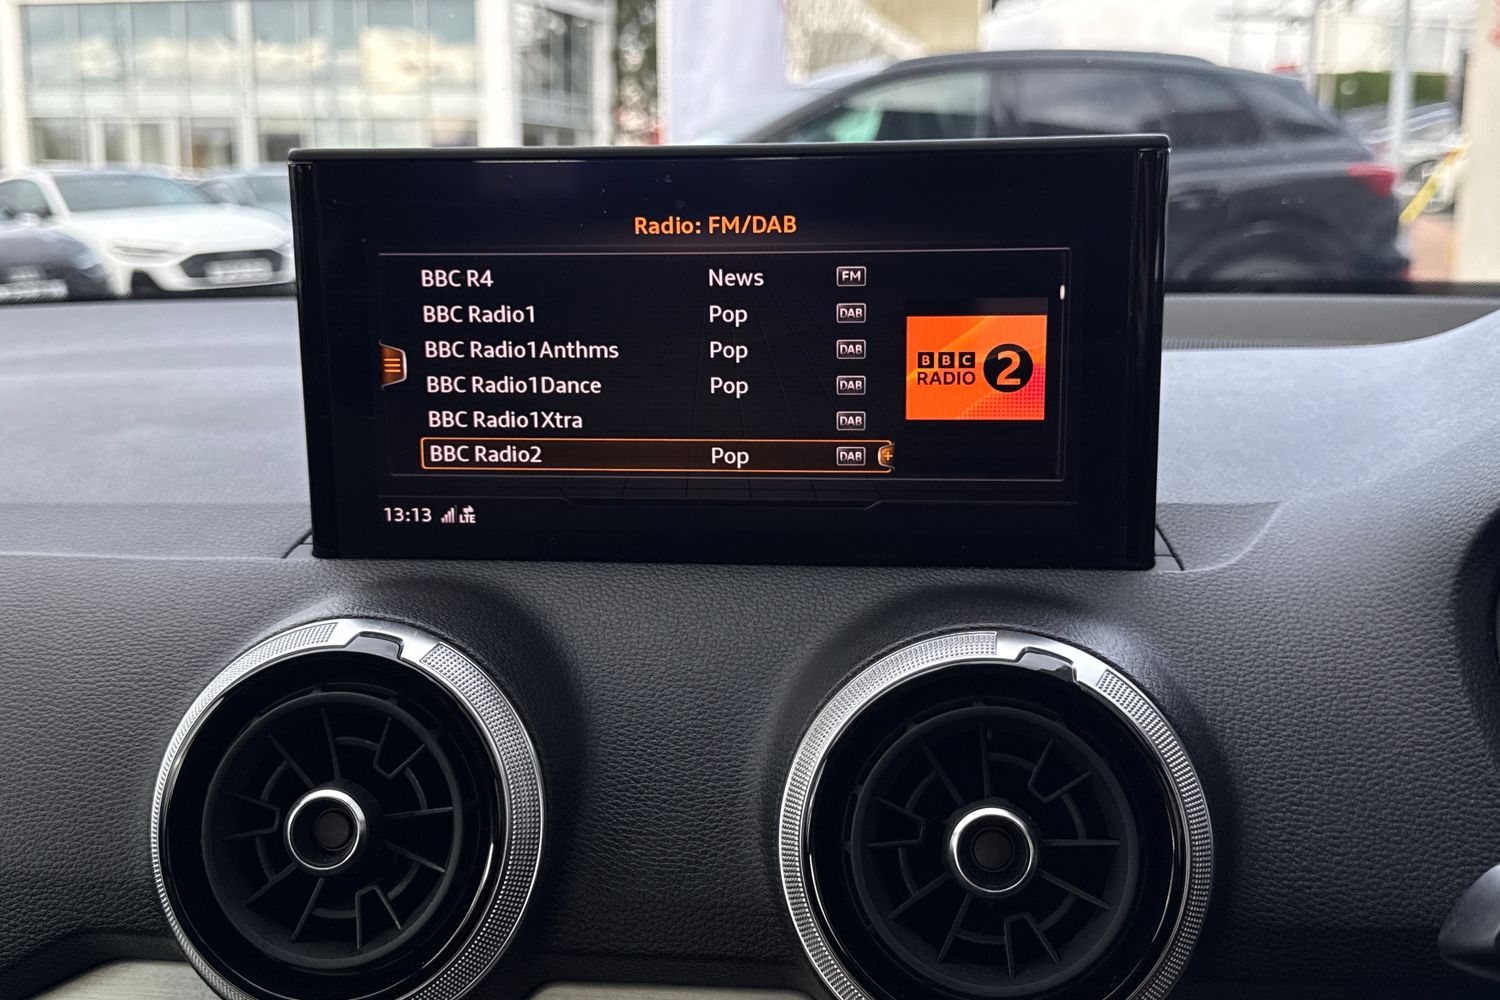 Radio: FM/DAB
BBC R4 News FM
BBC Radio1 Pop DAB
BBC Radio1Anthms Pop DAB
BBC Radio1Dance Pop DAB
BBC Radio1Xtra DAB
BBC Radio2 Pop DAB +
BBC
RADIO 2
13:13 LTE